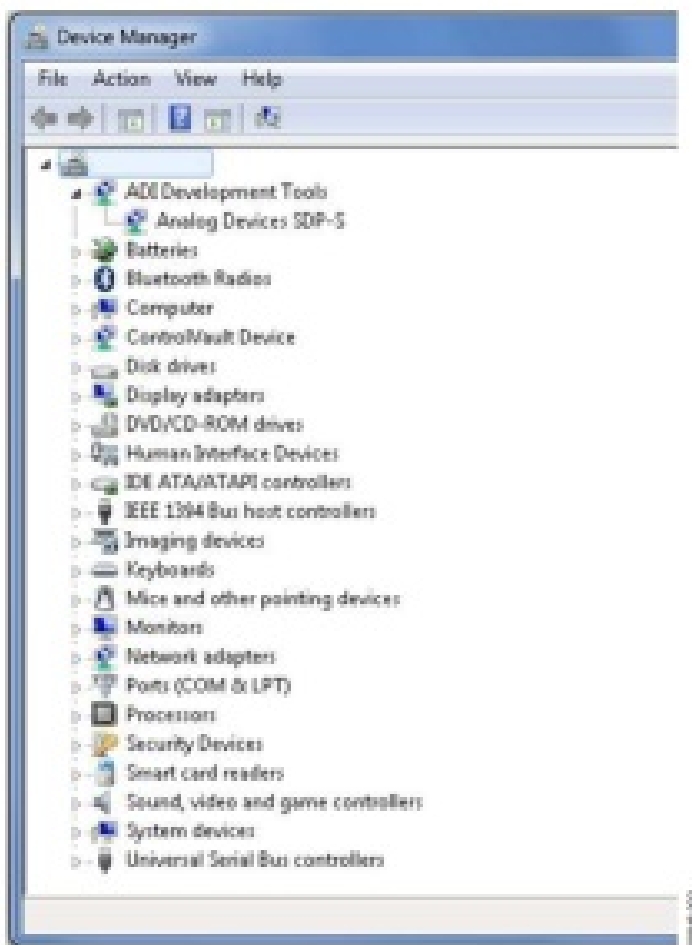 Device Manager
File Action View Help
ADI Development Tools
Analog Devices SDP-S
Batteries
Bluetooth Radios
Computer
ControlVault Device
Disk drives
Display adapters
DVD/CD-ROM drives
Human Interface Devices
IDE ATA/ATAPI controllers
IEEE 1394 Bus host controllers
Imaging devices
Keyboards
Mice and other pointing devices
Monitors
Network adapters
Ports (COM & LPT)
Processors
Security Devices
Smart card readers
Sound, video and game controllers
System devices
Universal Serial Bus controllers